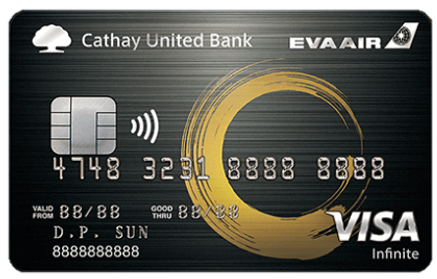 Cathay United Bank EVA AIR
4748 3231 8888 8888
VALID FROM 88/88 GOOD THRU 88/88
D.P. SUN
8888888888
VISA
Infinite